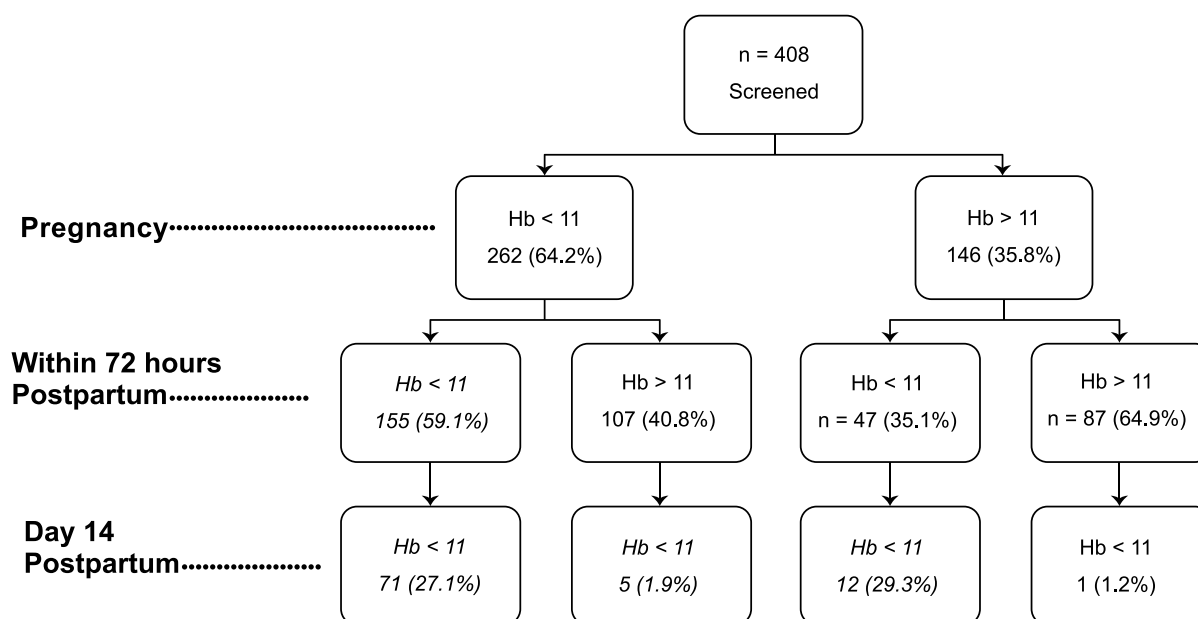 n = 408
Screened
Pregnancy
Hb < 11
262 (64.2%)
Hb > 11
146 (35.8%)
Within 72 hours
Postpartum
Hb < 11
155 (59.1%)
Hb > 11
107 (40.8%)
Hb < 11
n = 47 (35.1%)
Hb > 11
n = 87 (64.9%)
Day 14
Postpartum
Hb < 11
71 (27.1%)
Hb < 11
5 (1.9%)
Hb < 11
12 (29.3%)
Hb < 11
1 (1.2%)